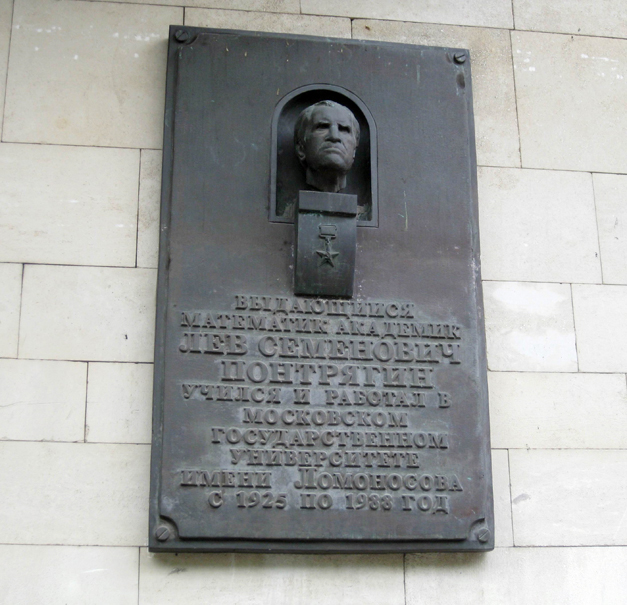 ВЫДАЮЩИЙСЯ
МАТЕМАТИК АКАДЕМИК
ЛЕВ СЕМЕНОВИЧ
ПОНТРЯГИН
УЧИЛСЯ И РАБОТАЛ В
МОСКОВСКОМ
ГОСУДАРСТВЕННОМ
УНИВЕРСИТЕТЕ
ИМЕНИ ЛОМОНОСОВА
С 1925 ПО 1988 ГОД